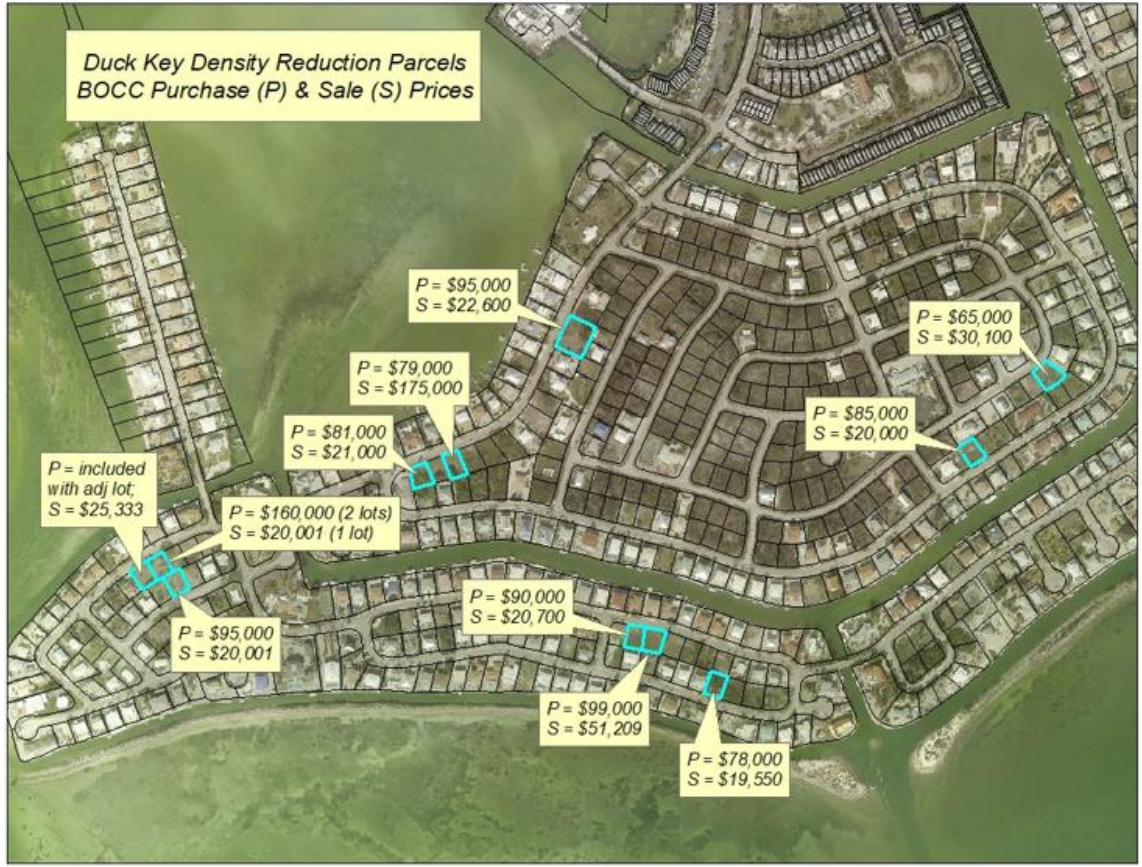 Duck Key Density Reduction Parcels
BOCC Purchase (P) & Sale (S) Prices
P = $95,000
S = $22,600
P = $65,000
S = $30,100
P = $79,000
S = $175,000
P = $85,000
S = $20,000
P = $81,000
S = $21,000
P = included
with adj lot;
S = $25,333
P = $160,000 (2 lots)
S = $20,001 (1 lot)
P = $90,000
S = $20,700
P = $95,000
S = $20,001
P = $99,000
S = $51,209
P = $78,000
S = $19,550